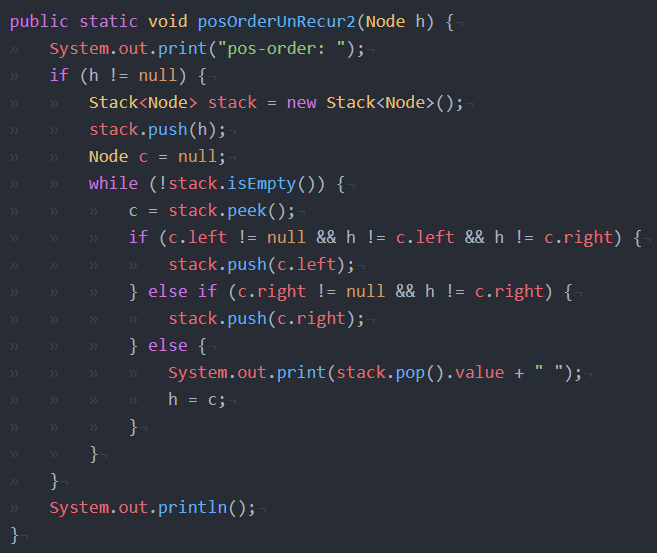 public static void posOrderUnRecur2(Node h) {
System.out.print("pos-order: ");
if (h != null) {
Stack<Node> stack = new Stack<Node>();
stack.push(h);
Node c = null;
while (!stack.isEmpty()) {
c = stack.peek();
if (c.left != null && h != c.left && h != c.right) {
stack.push(c.left);
} else if (c.right != null && h != c.right) {
stack.push(c.right);
} else {
System.out.print(stack.pop().value + " ");
h = c;
}
}
}
System.out.println();
}